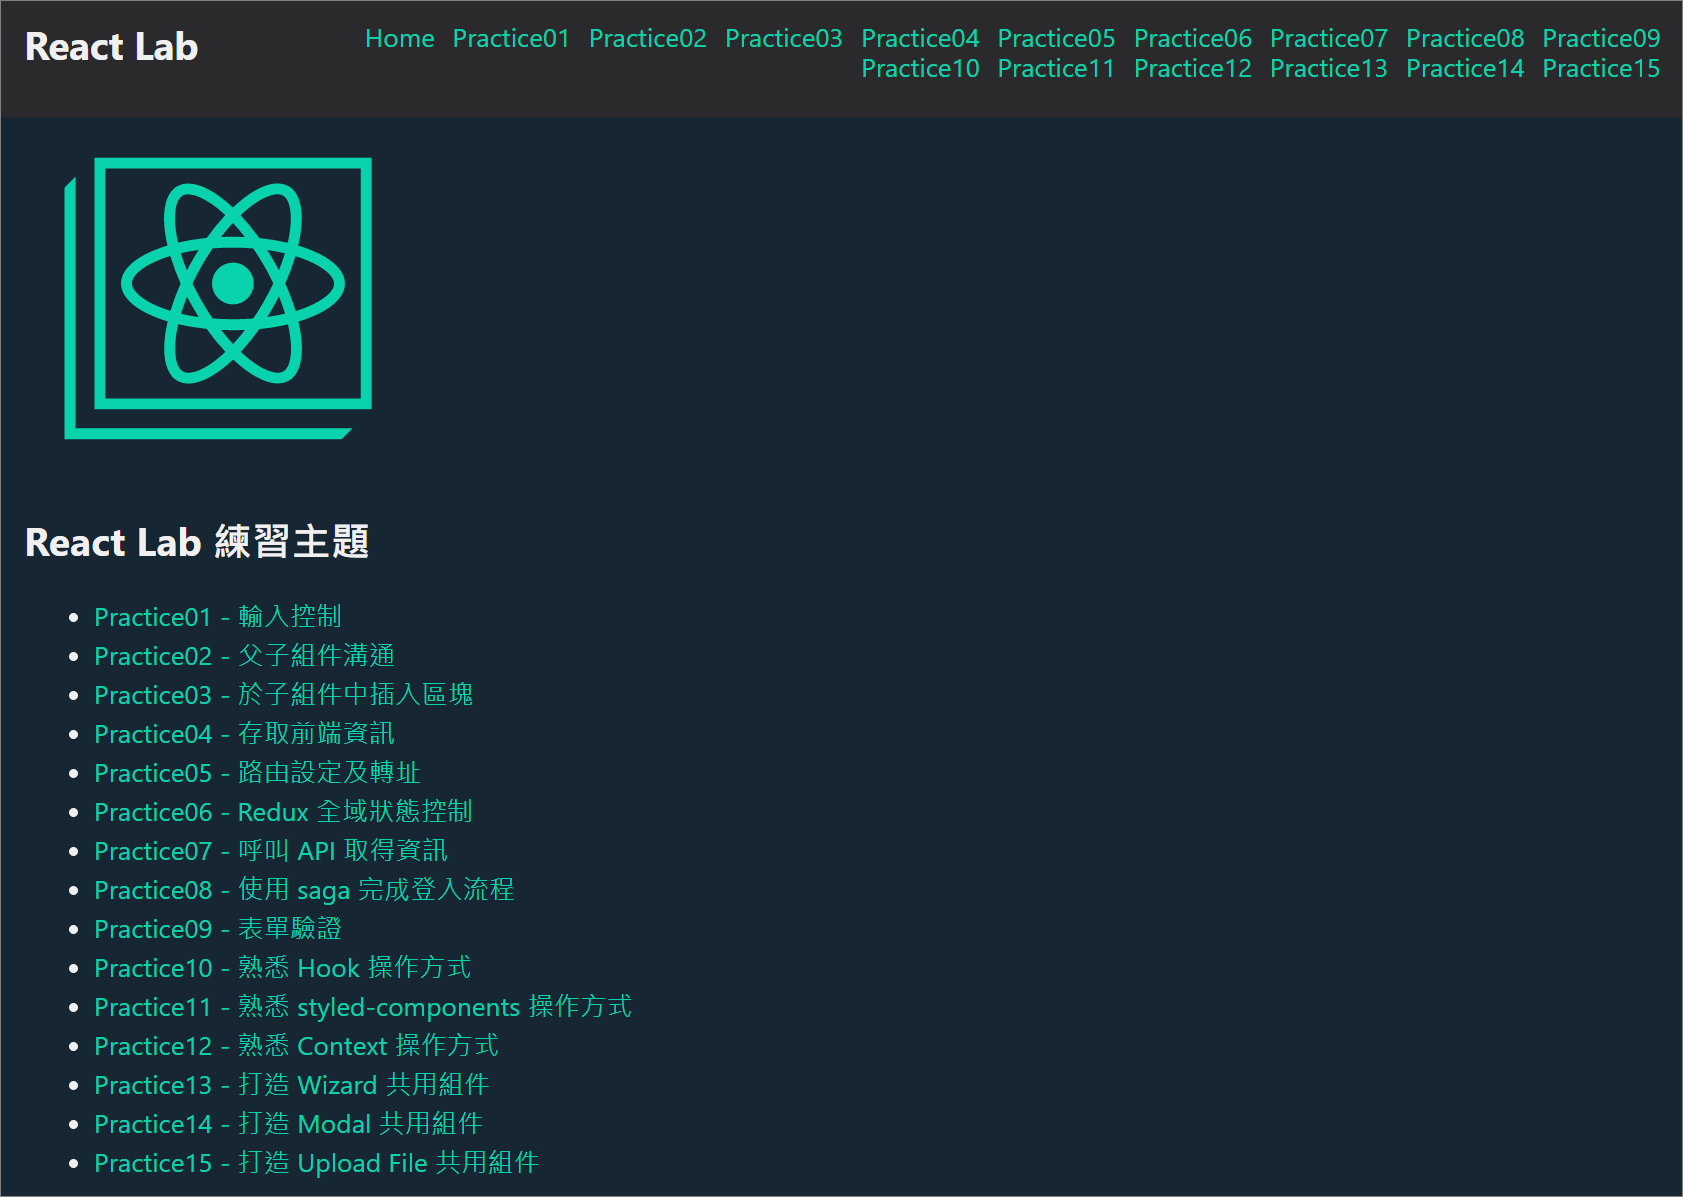 React Lab
Home Practice01 Practice02 Practice03 Practice04 Practice05 Practice06 Practice07 Practice08 Practice09
Practice10 Practice11 Practice12 Practice13 Practice14 Practice15
React Lab 練習主題
Practice01 - 輸入控制
Practice02 - 父子組件溝通
Practice03 - 於子組件中插入區塊
Practice04 - 存取前端資訊
Practice05 - 路由設定及轉址
Practice06 - Redux 全域狀態控制
Practice07 - 呼叫 API 取得資訊
Practice08 - 使用 saga 完成登入流程
Practice09 - 表單驗證
Practice10 - 熟悉 Hook 操作方式
Practice11 - 熟悉 styled-components 操作方式
Practice12 - 熟悉 Context 操作方式
Practice13 - 打造 Wizard 共用組件
Practice14 - 打造 Modal 共用組件
Practice15 - 打造 Upload File 共用組件